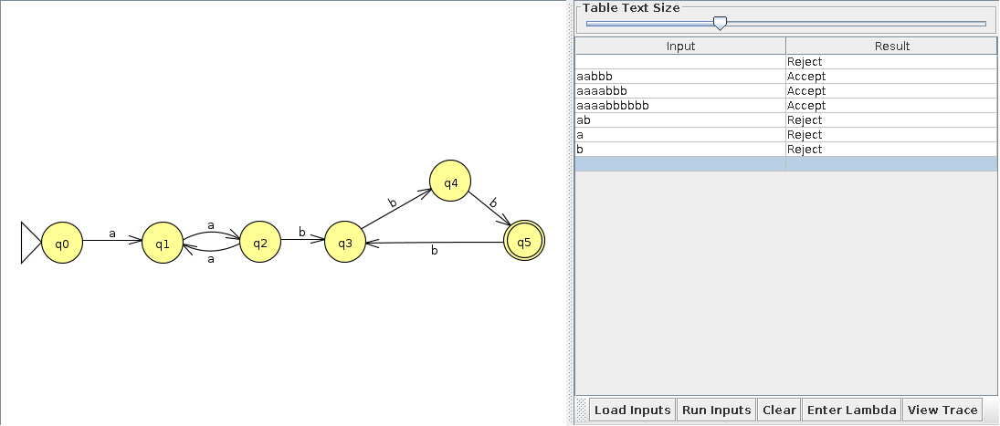 Table Text Size
Input Result
Reject
aabbb Accept
aaaabbb Accept
aaaabbbbbb Accept
ab Reject
a Reject
b Reject
q0 a q1 a a q2 b q3 b q4 b q5 b
Load Inputs Run Inputs Clear Enter Lambda View Trace